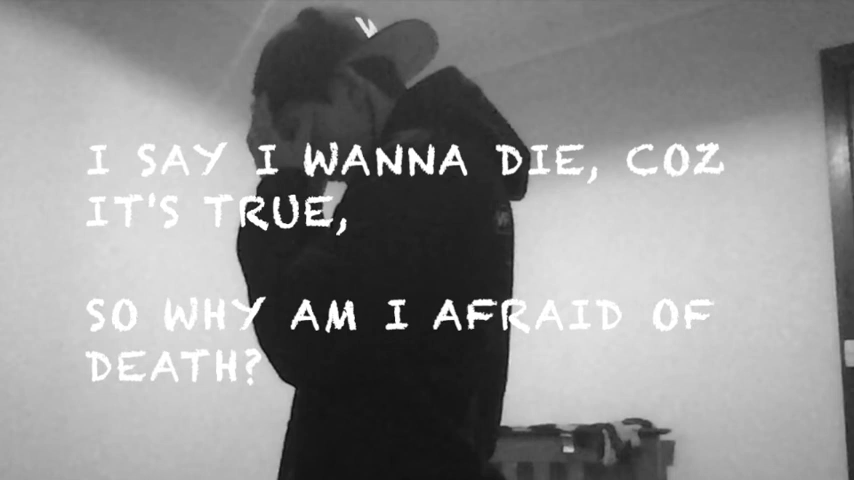 I SAY I WANNA DIE, COZ
IT'S TRUE,
SO WHY AM I AFRAID OF
DEATH?